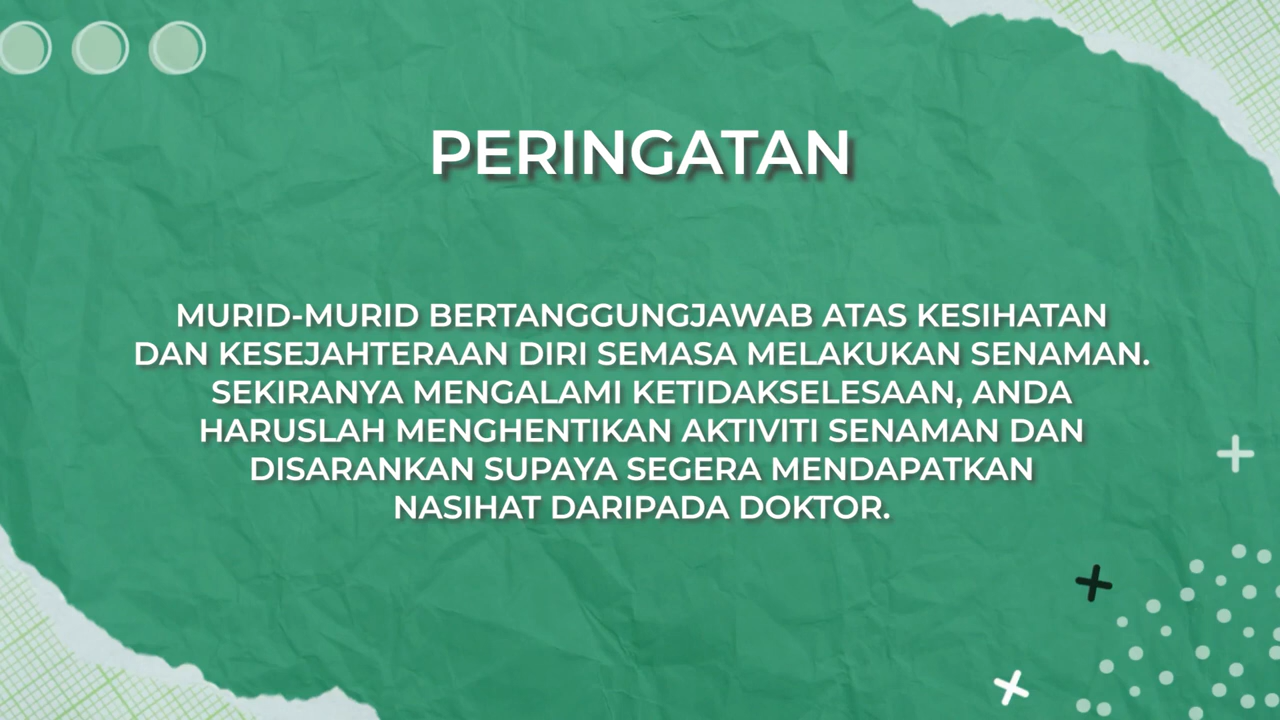 PERINGATAN
MURID-MURID BERTANGGUNGJAWAB ATAS KESIHATAN
DAN KESEJAHTERAAN DIRI SEMASA MELAKUKAN SENAMAN.
SEKIRANYA MENGALAMI KETIDAKSELESAAN, ANDA
HARUSLAH MENGHENTIKAN AKTIVITI SENAMAN DAN
DISARANKAN SUPAYA SEGERA MENDAPATKAN
NASIHAT DARIPADA DOKTOR.